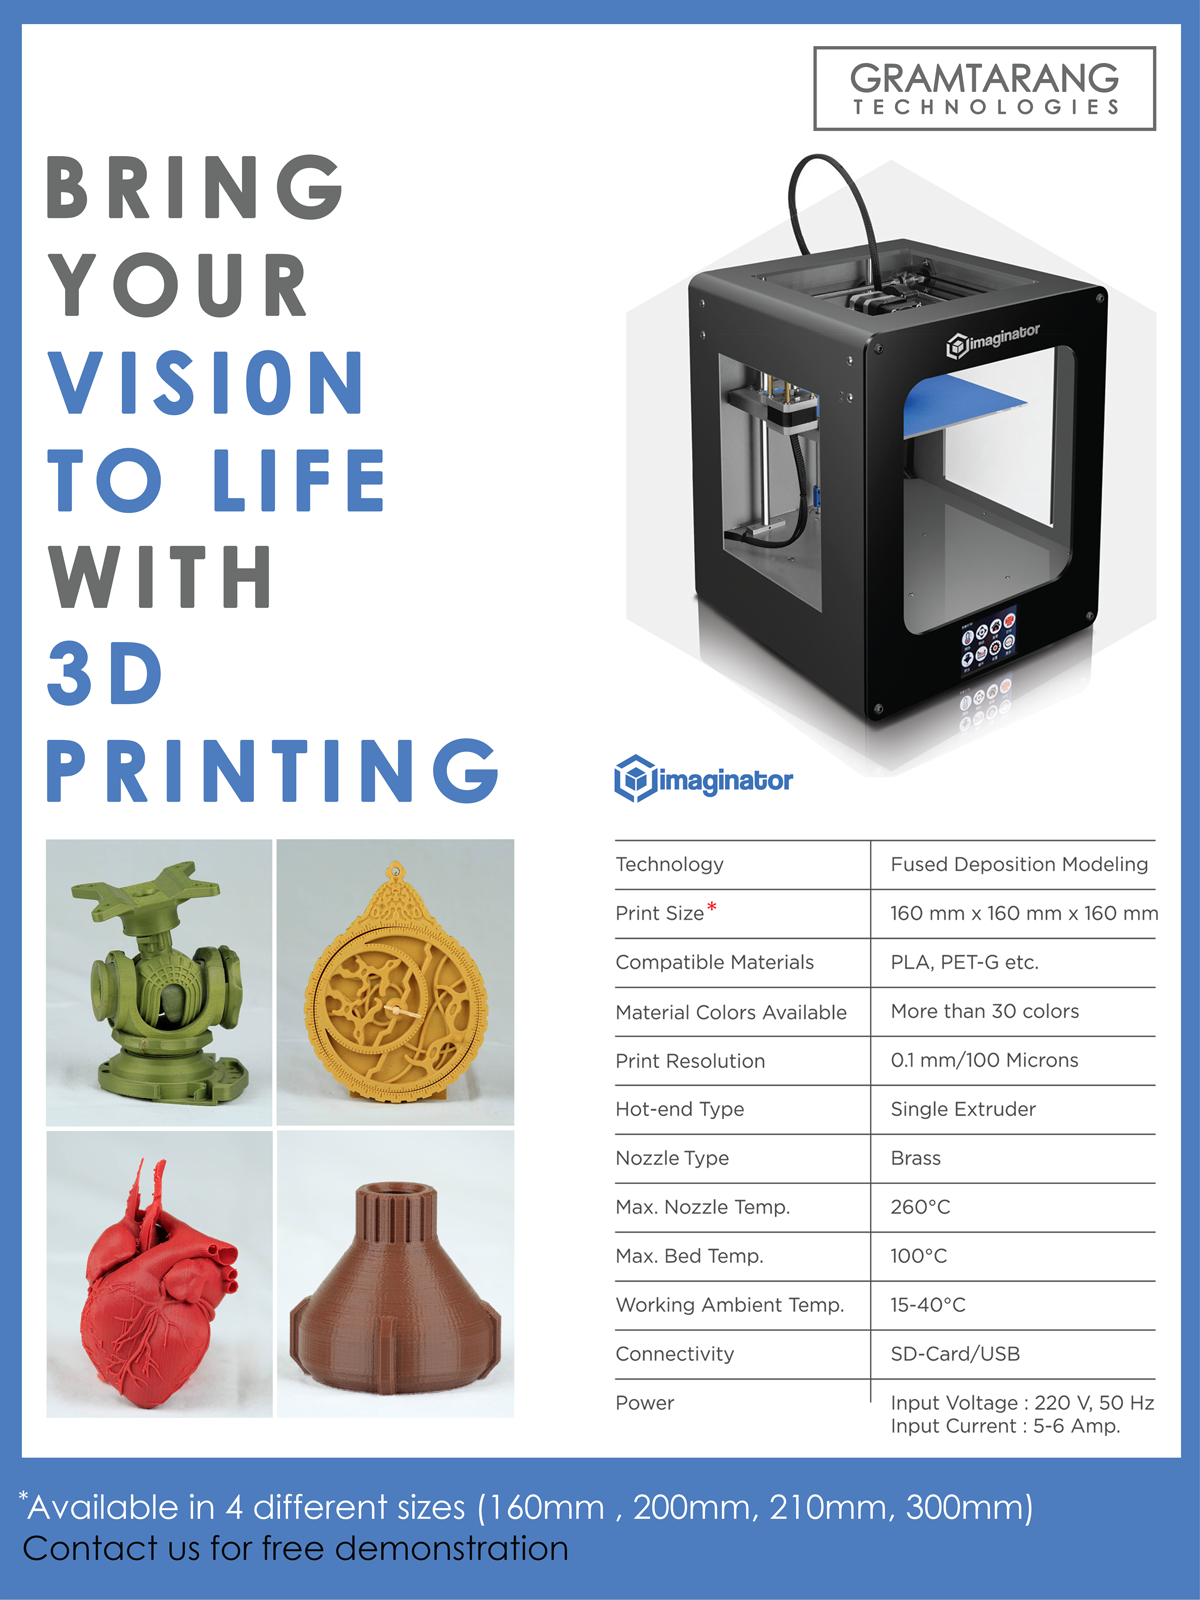 GRAMTARANG
TECHNOLOGIES
BRING
YOUR
VISI0N
TO LIFE
WITH
3D
PRINTING
imaginator
imaginator
Technology Fused Deposition Modeling
Print Size* 160 mm x 160 mm x 160 mm
Compatible Materials PLA, PET-G etc.
Material Colors Available More than 30 colors
Print Resolution 0.1 mm/100 Microns
Hot-end Type Single Extruder
Nozzle Type Brass
Max. Nozzle Temp. 260°C
Max. Bed Temp. 100°C
Working Ambient Temp. 15-40°C
Connectivity SD-Card/USB
Power Input Voltage : 220 V, 50 Hz
Input Current : 5-6 Amp.
*Available in 4 different sizes (160mm , 200mm, 210mm, 300mm)
Contact us for free demonstration